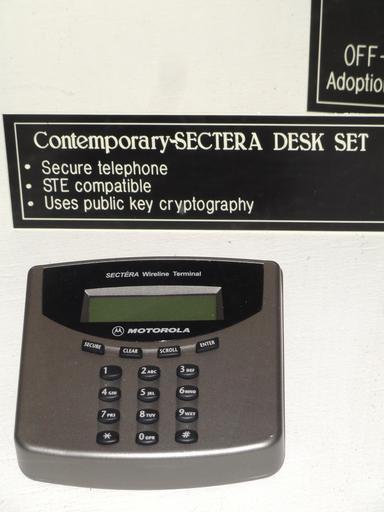 OFF-
Adoption
Contemporary-SECTERA DESK SET
• Secure telephone
• STE compatible
• Uses public key cryptography
SECTÉRA Wireline Terminal
MOTOROLA
SECURE CLEAR SCROLL ENTER
1 2 ABC 3 DEF
4 GHI 5 JKL 6 MNO
7 PRS 8 TUV 9 WXY
* 0 OPR #